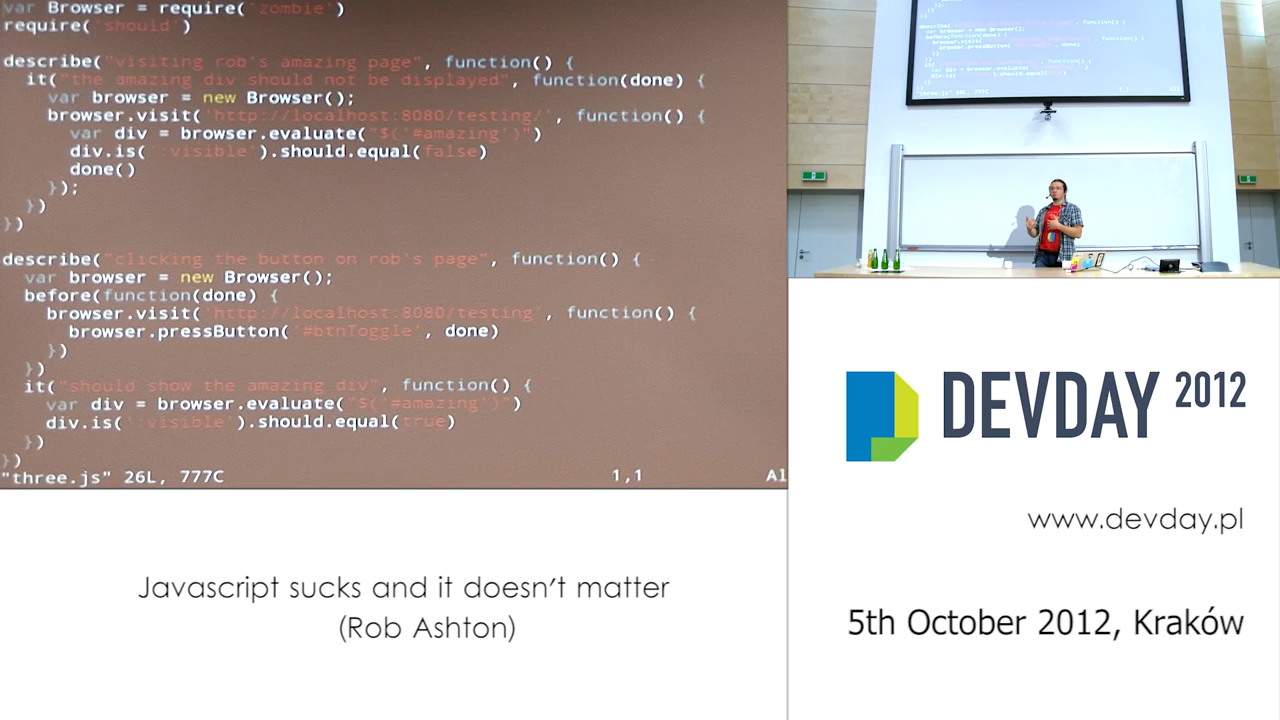 var Browser = require('zombie')
require('should')
describe("visiting rob's amazing page", function() {
it("the amazing div should not be displayed", function(done) {
var browser = new Browser();
browser.visit('http://localhost:8080/testing/', function() {
var div = browser.evaluate("$('#amazing')")
div.is(':visible').should.equal(false)
done()
});
})
})
describe("clicking the button on rob's page", function() {
var browser = new Browser();
before(function(done) {
browser.visit('http://localhost:8080/testing', function() {
browser.pressButton('#btnToggle', done)
})
})
it("should show the amazing div", function() {
var div = browser.evaluate("$('#amazing')")
div.is(':visible').should.equal(true)
})
})
"three.js" 26L, 777C 1,1 Al
Javascript sucks and it doesn't matter
(Rob Ashton)
DEVDAY 2012
www.devday.pl
5th October 2012, Kraków